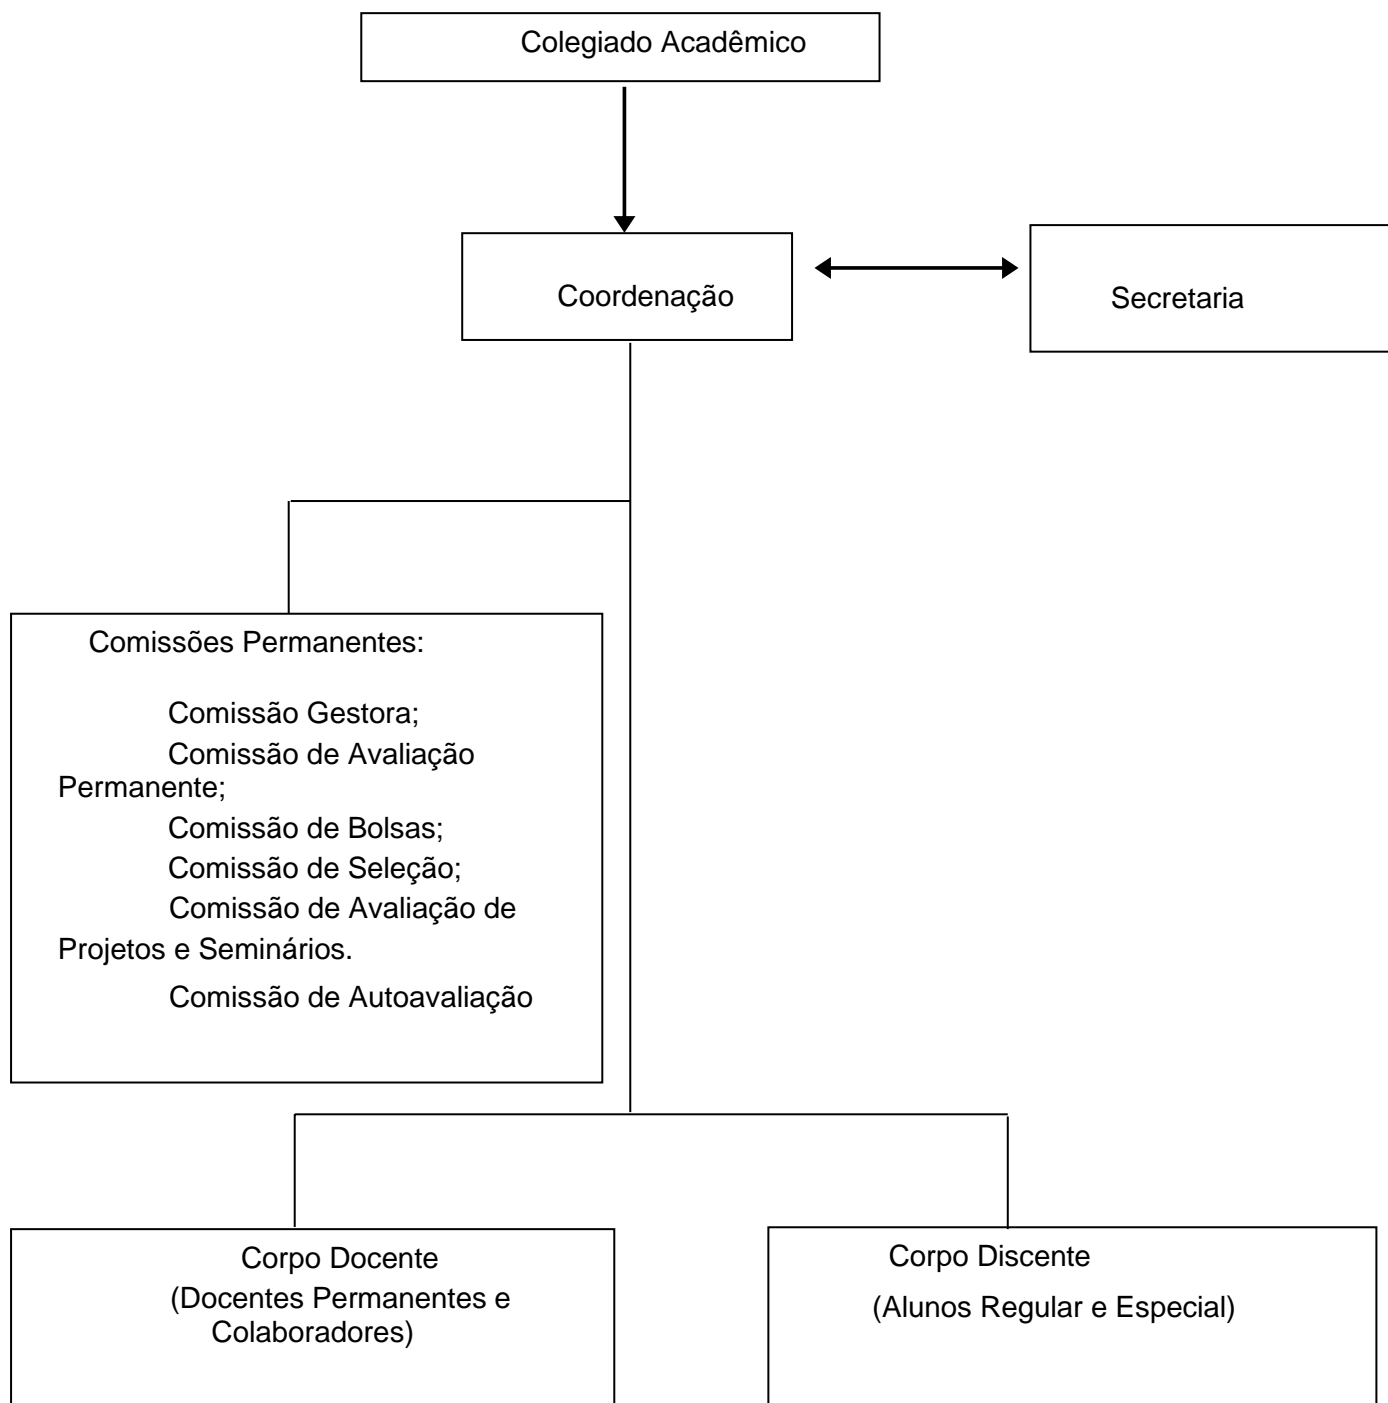 Colegiado Acadêmico
Coordenação
Secretaria
Comissões Permanentes:
Comissão Gestora;
Comissão de Avaliação
Permanente;
Comissão de Bolsas;
Comissão de Seleção;
Comissão de Avaliação de
Projetos e Seminários.
Comissão de Autoavaliação
Corpo Docente
(Docentes Permanentes e
Colaboradores)
Corpo Discente
(Alunos Regular e Especial)